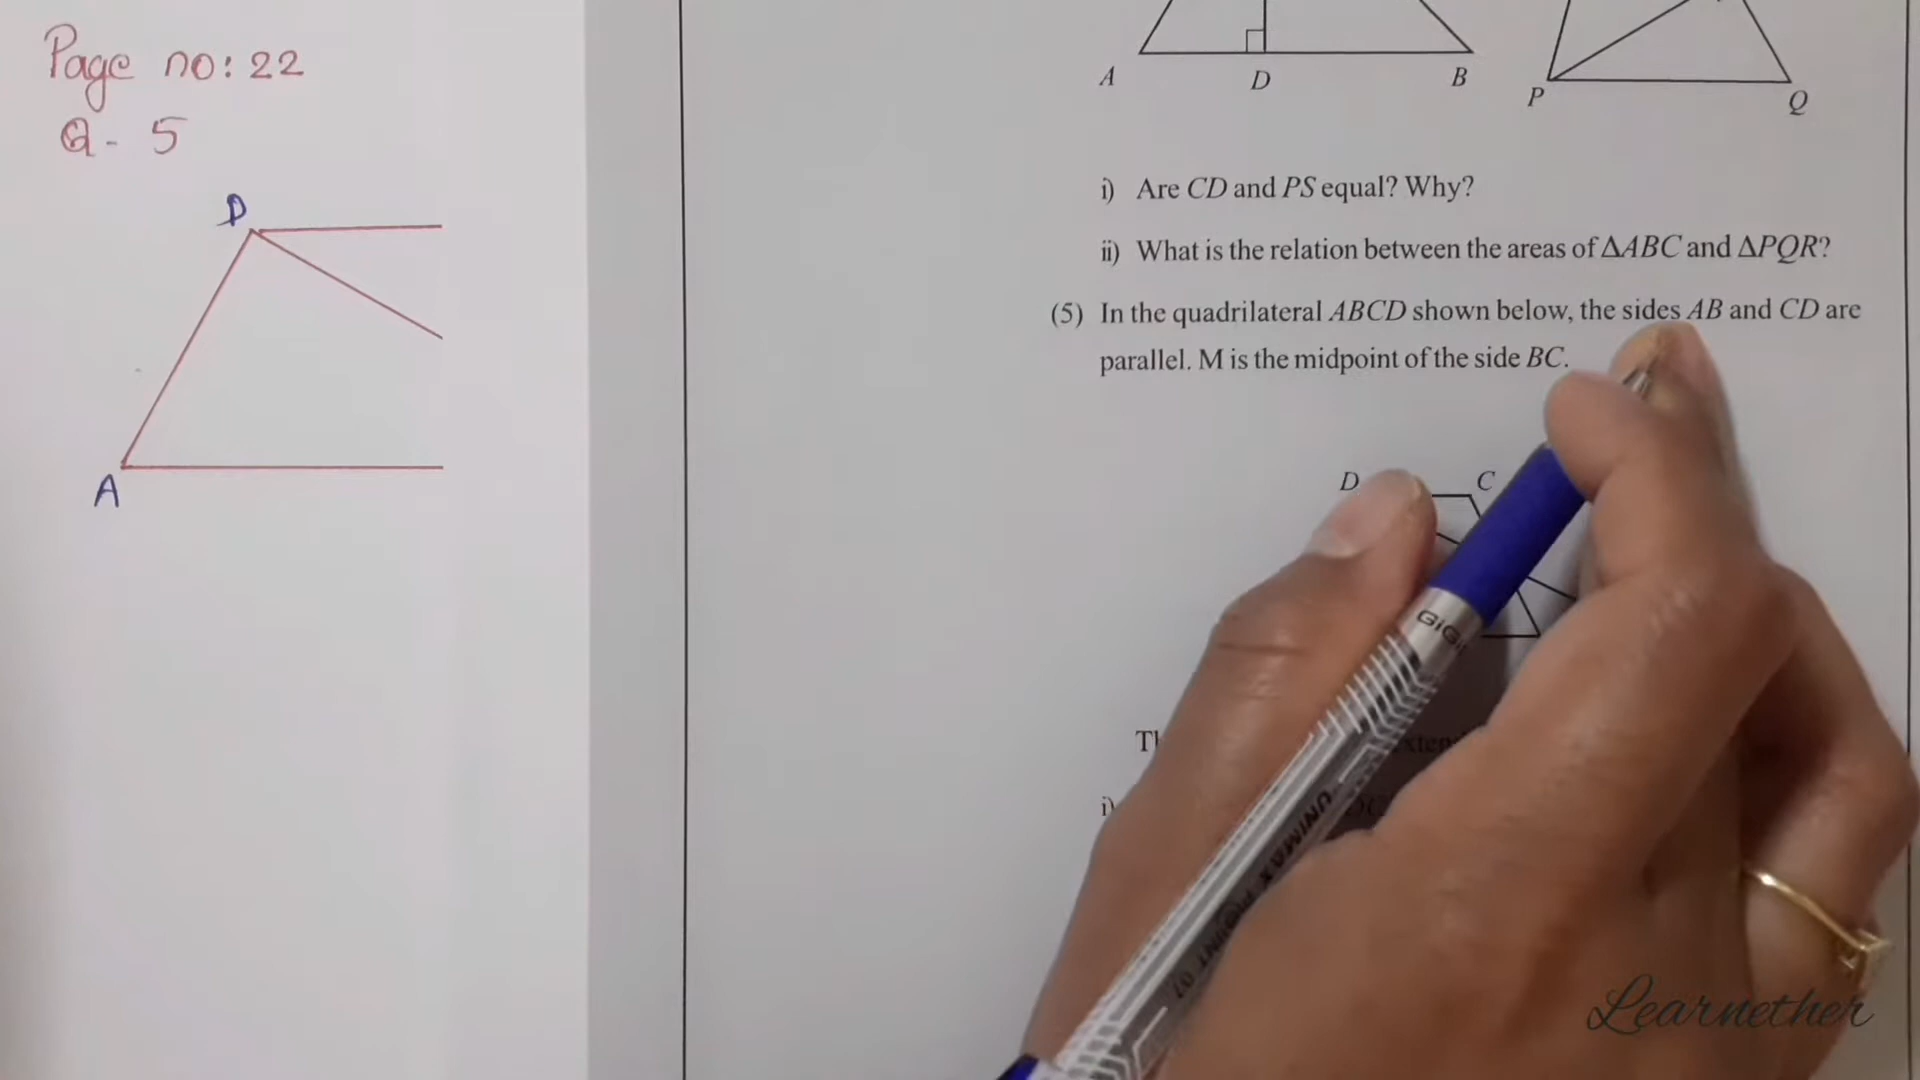 Page no: 22
Q - 5
D
A
A
D
B
P
Q
i) Are CD and PS equal? Why?
ii) What is the relation between the areas of ΔABC and ΔPQR?
(5) In the quadrilateral ABCD shown below, the sides AB and CD are
parallel. M is the midpoint of the side BC.
D
C
i)
UNIMAX
Learnether